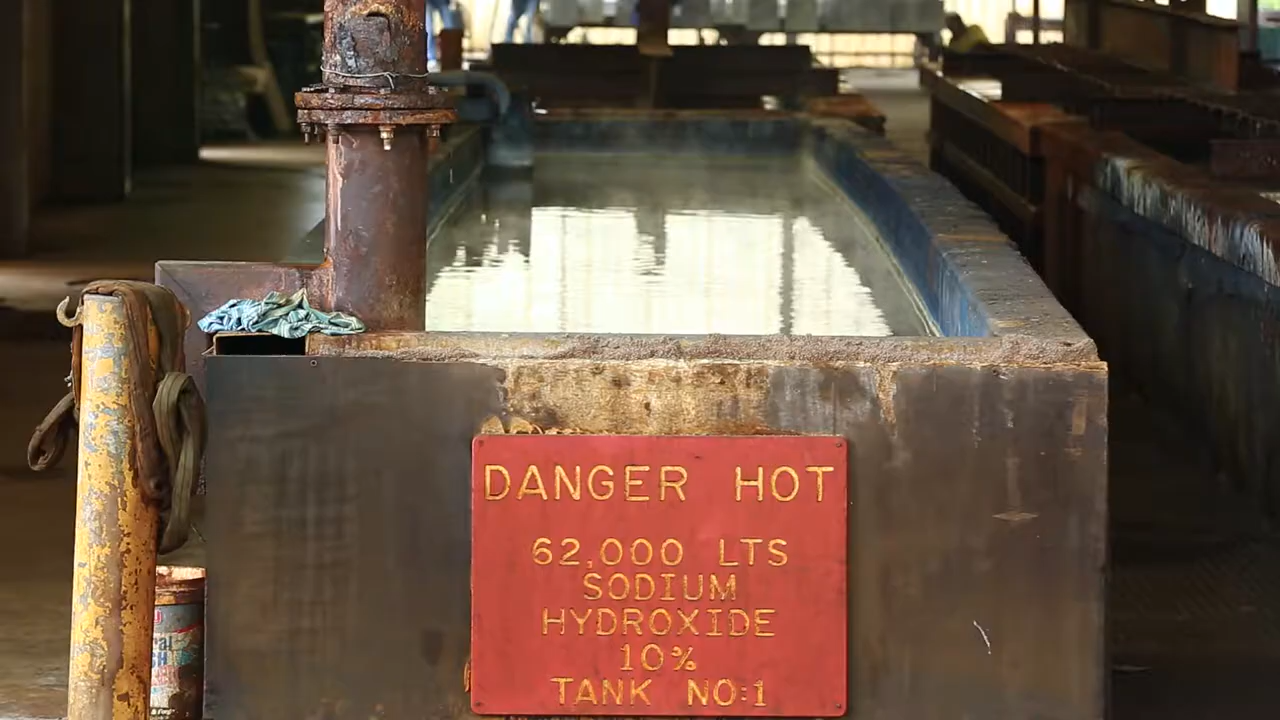 DANGER HOT
62,000 LTS
SODIUM
HYDROXIDE
10%
TANK NO:1